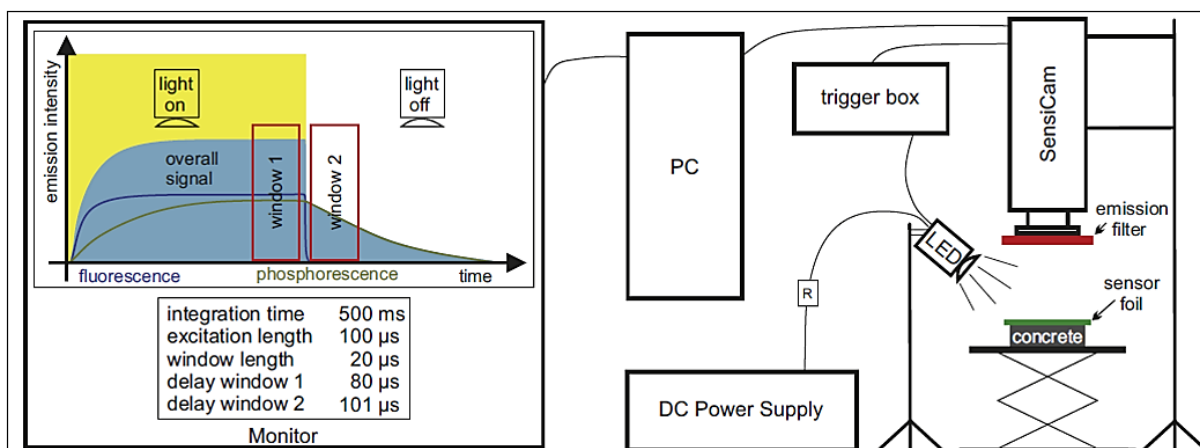 emission intensity
light
on
light
off
overall
signal
window 1
window 2
fluorescence
phosphorescence
time
integration time 500 ms
excitation length 100 µs
window length 20 µs
delay window 1 80 µs
delay window 2 101 µs
Monitor
PC
trigger box
SensiCam
emission
filter
LED
R
sensor
foil
concrete
DC Power Supply